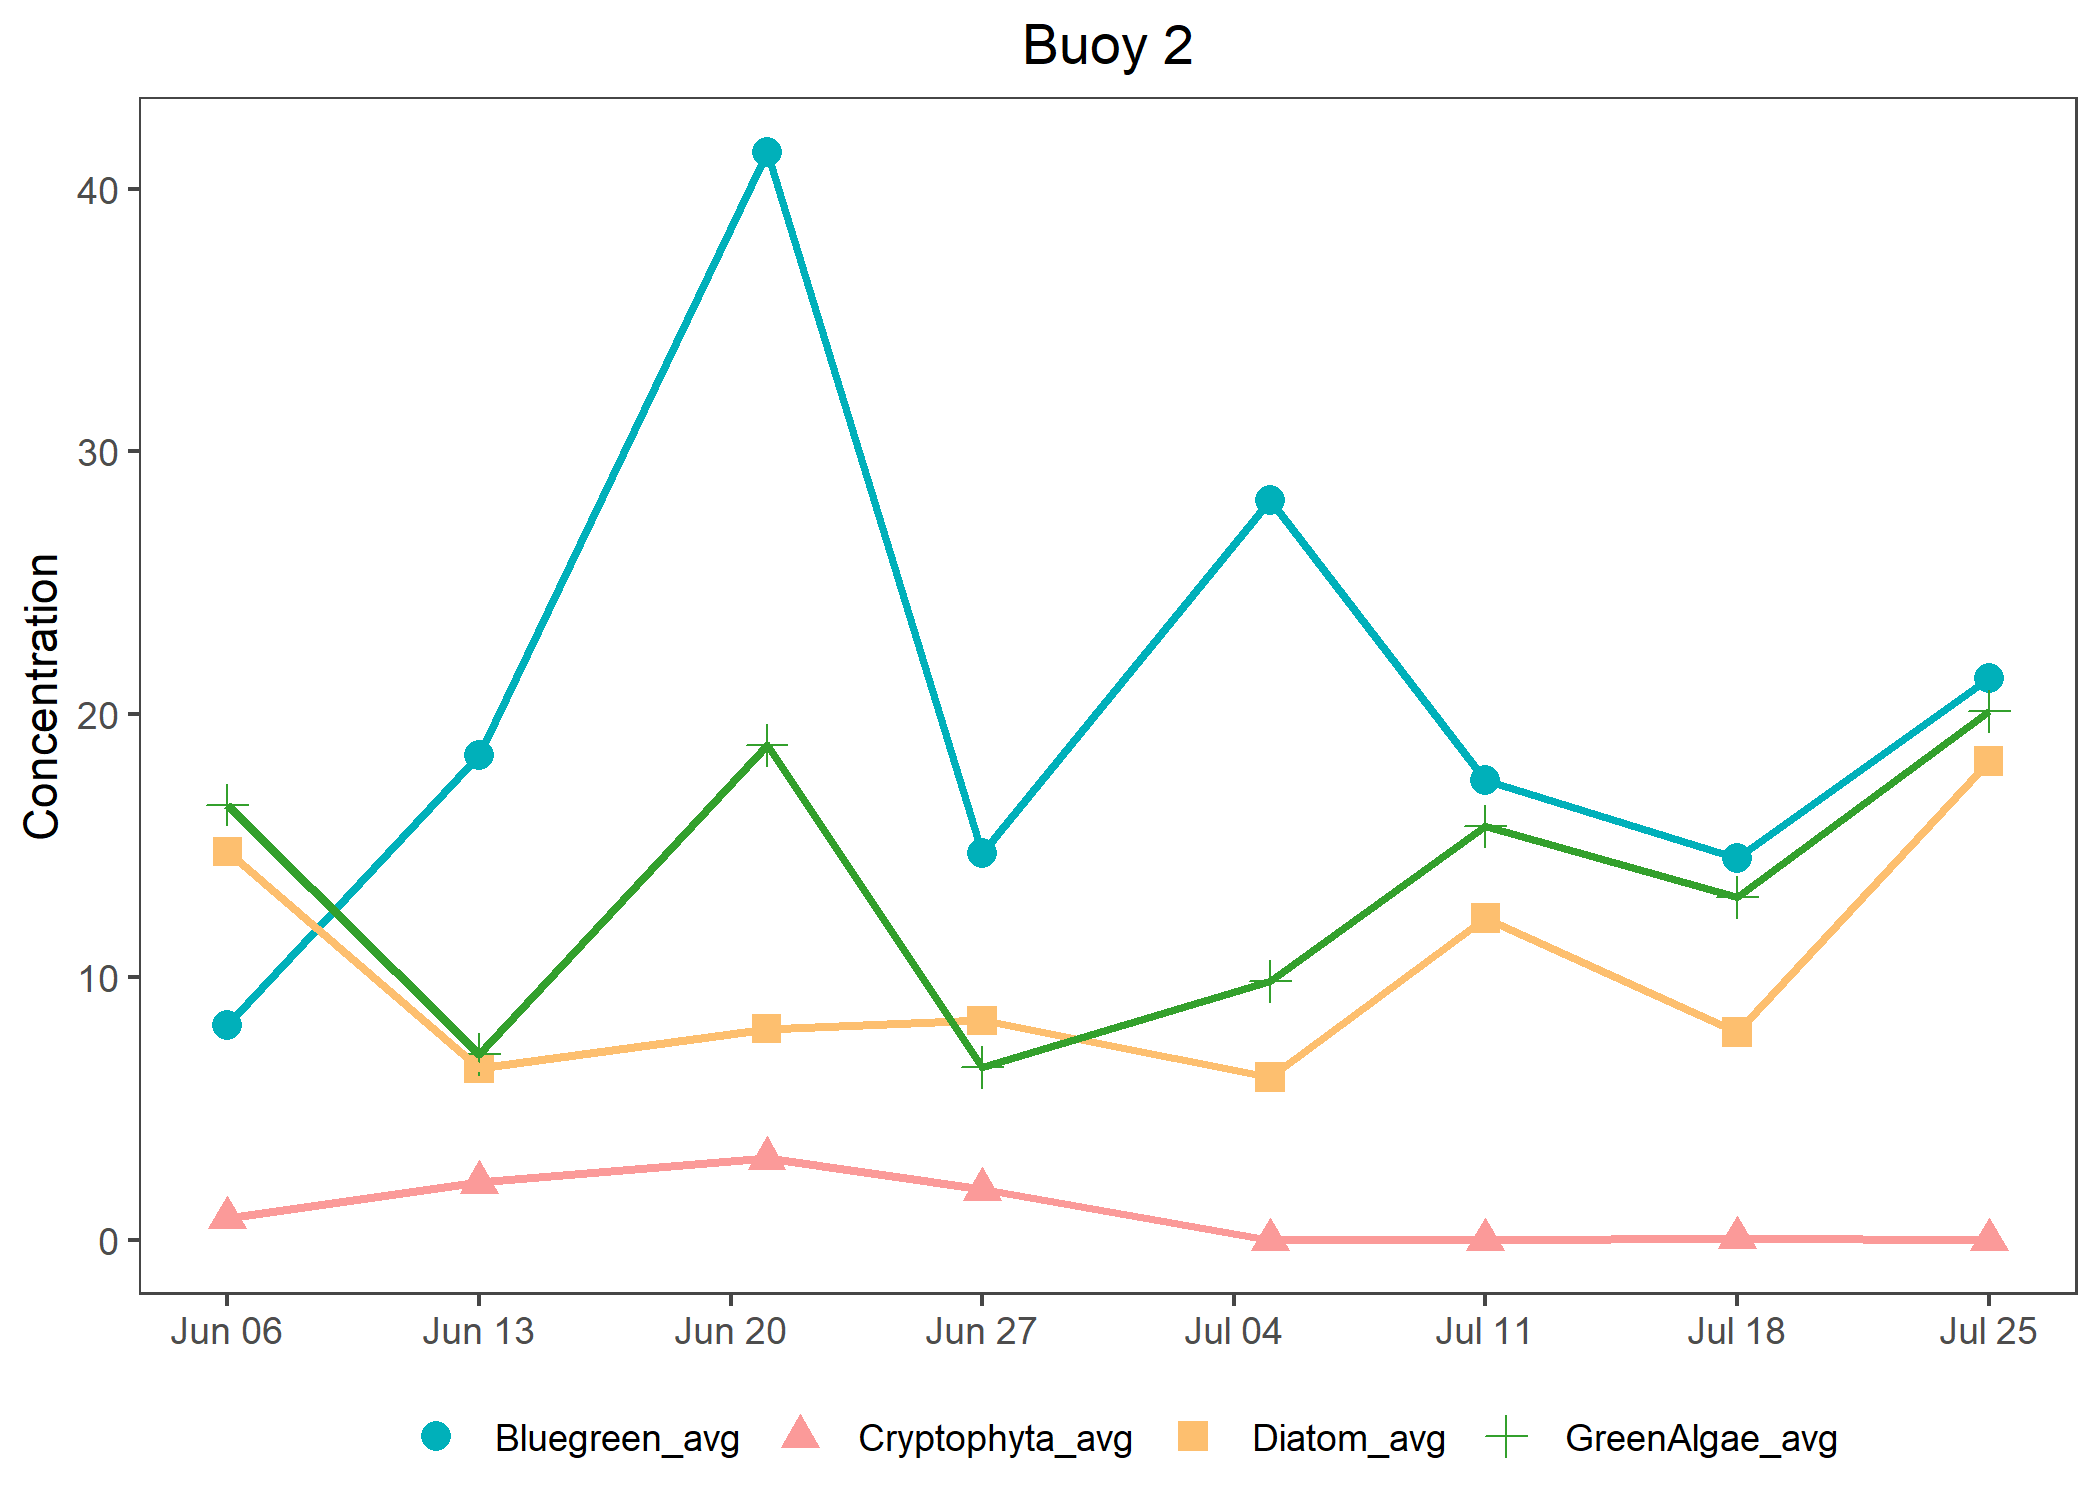 Buoy 2
Concentration
40
30
20
10
0
Jun 06 Jun 13 Jun 20 Jun 27 Jul 04 Jul 11 Jul 18 Jul 25
Bluegreen_avg Cryptophyta_avg Diatom_avg GreenAlgae_avg